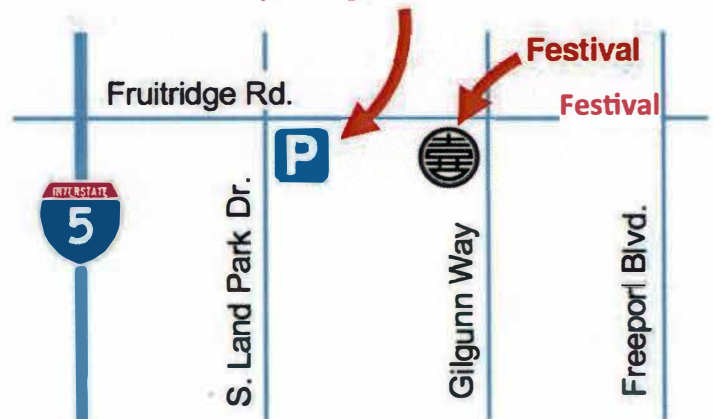 Festival
Fruitridge Rd.
Festival
P
INTERSTATE
5
S. Land Park Dr.
Gilgunn Way
Freeport Blvd.